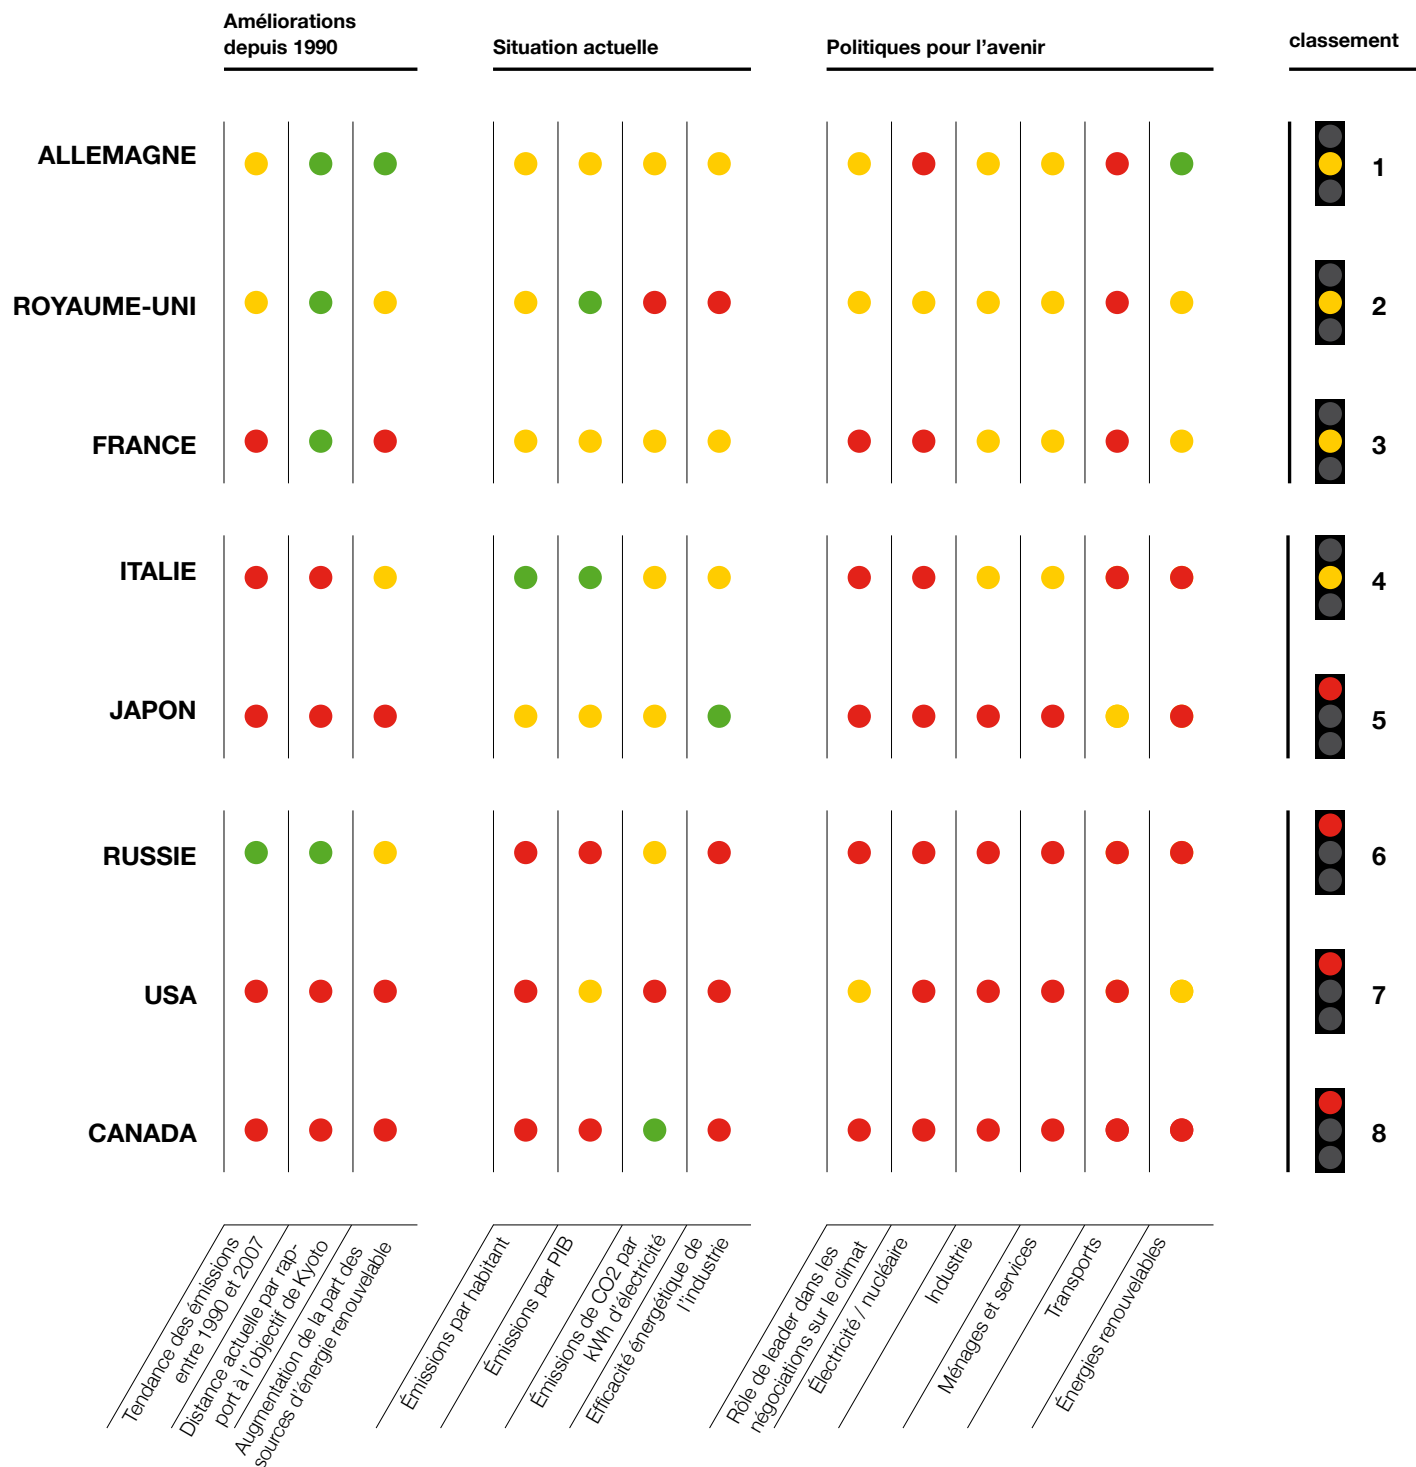 Améliorations
depuis 1990
Situation actuelle
Politiques pour l'avenir
classement
ALLEMAGNE
1
ROYAUME-UNI
2
FRANCE
3
ITALIE
4
JAPON
5
RUSSIE
6
USA
7
CANADA
8
Tendance des émissions
entre 1990 et 2007
Distance actuelle par rap-
port à l'objectif de Kyoto
Augmentation de la part des
sources d'énergie renouvelable
Émissions par habitant
Émissions par PIB
Émissions de CO2 par
kWh d'électricité
Efficacité énergétique de
l'industrie
Rôle de leader dans les
négociations sur le climat
Électricité / nucléaire
Industrie
Ménages et services
Transports
Énergies renouvelables